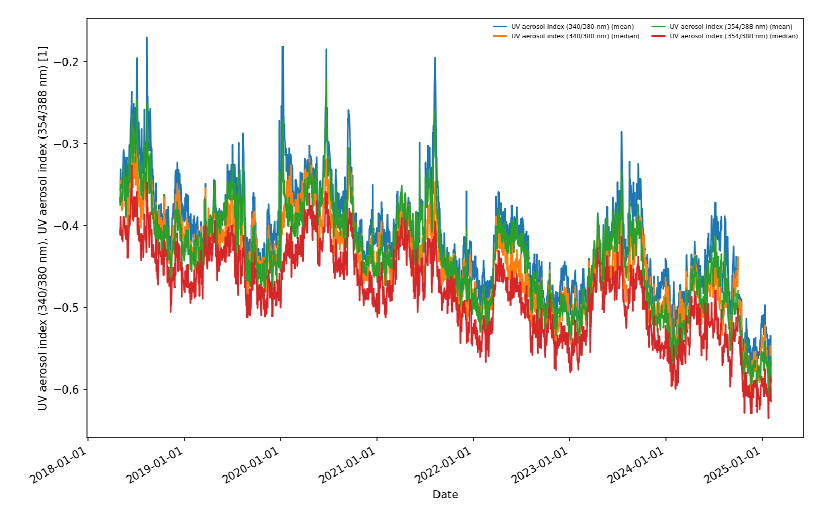 UV aerosol index (340/380 nm) (mean)
UV aerosol index (340/380 nm) (median)
UV aerosol index (354/388 nm) (mean)
UV aerosol index (354/388 nm) (median)
UV aerosol index (340/380 nm), UV aerosol index (354/388 nm) [1]
−0.2
−0.3
−0.4
−0.5
−0.6
2018-01-01
2019-01-01
2020-01-01
2021-01-01
2022-01-01
2023-01-01
2024-01-01
2025-01-01
Date